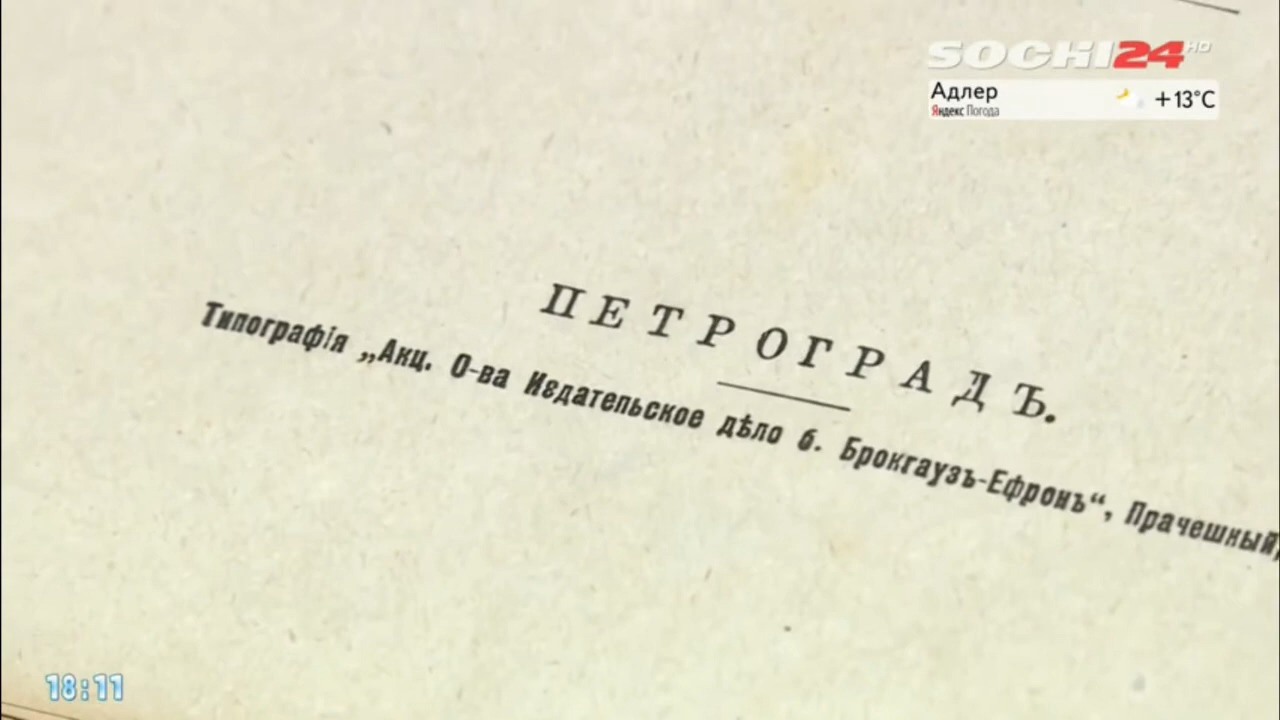 SOCHI24 HD
Адлер
Яндекс Погода
+13°C
ПЕТРОГРАДЪ.
Типографія „Акц. О-ва Издательское дѣло б. Брокгаузъ-Ефронъ“, Прачешный,
18:11